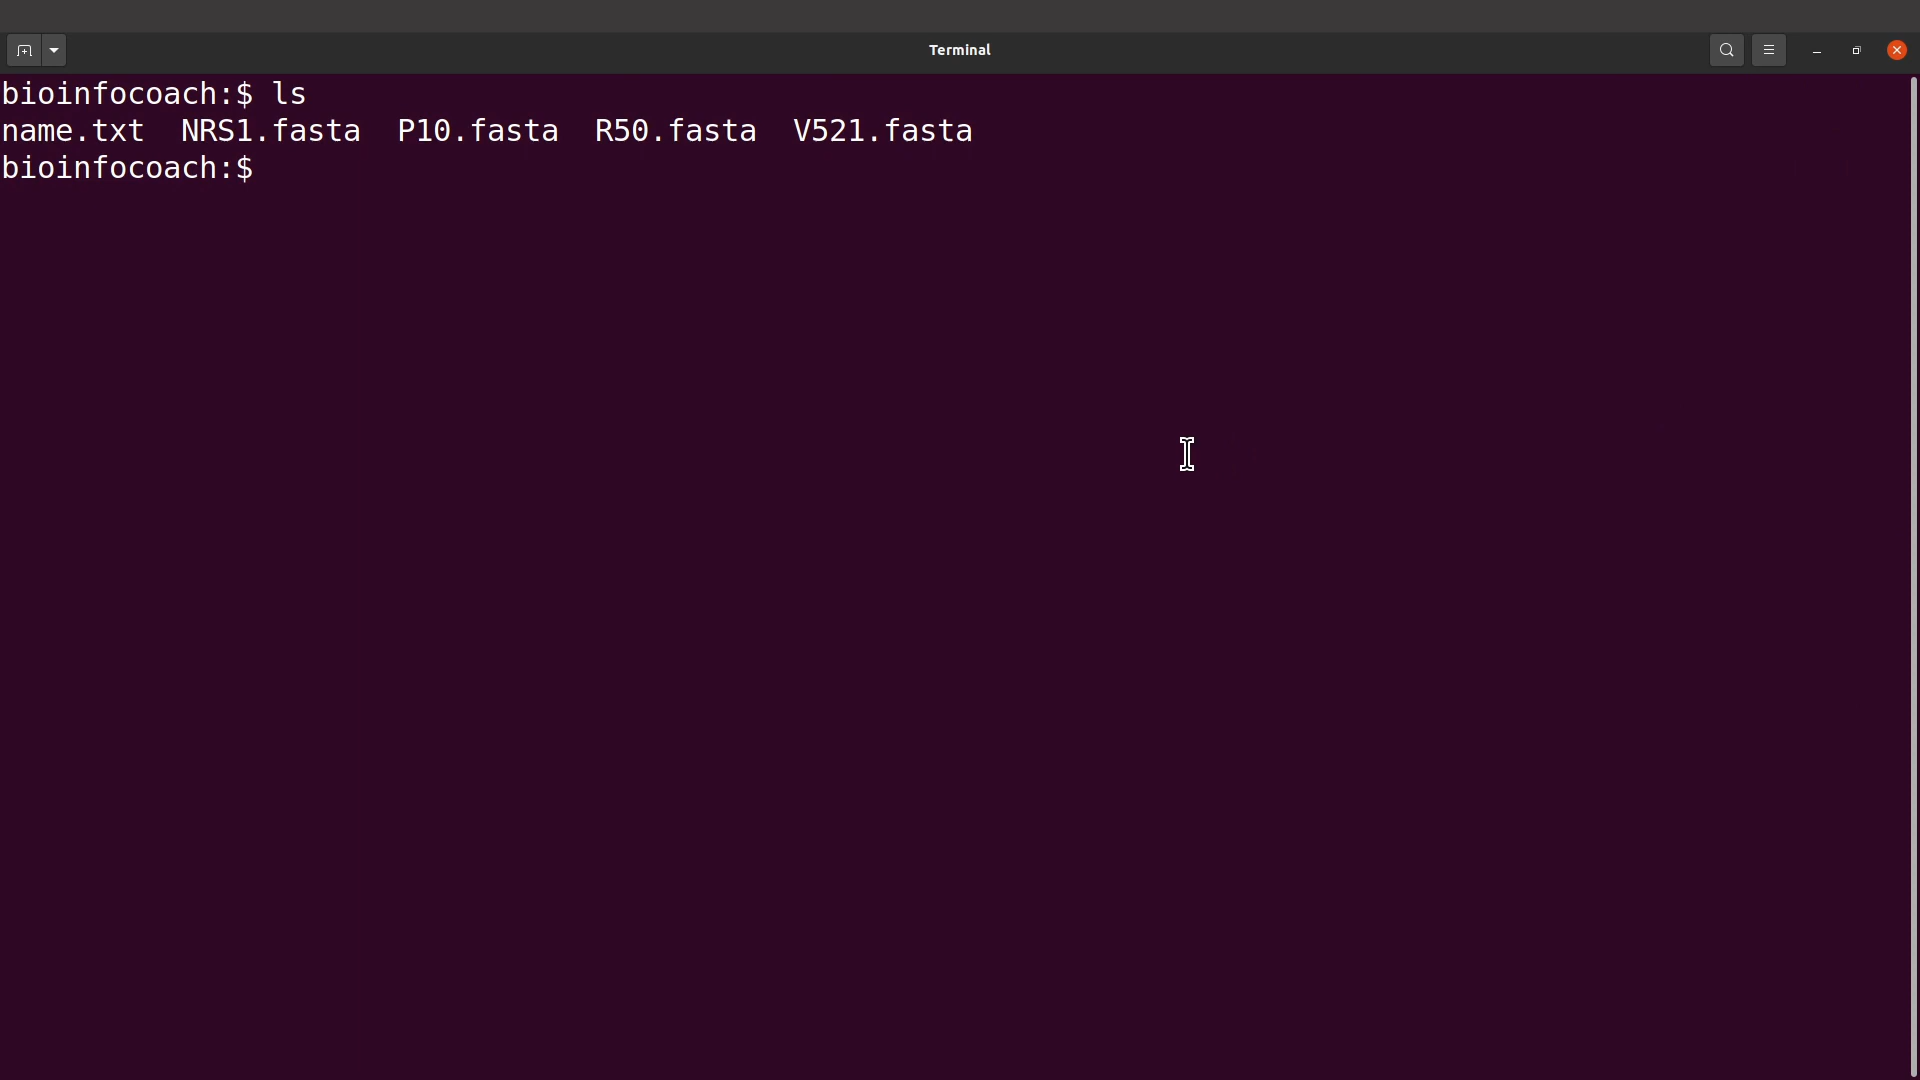 Terminal
bioinfocoach:$ ls
name.txt  NRS1.fasta  P10.fasta  R50.fasta  V521.fasta
bioinfocoach:$